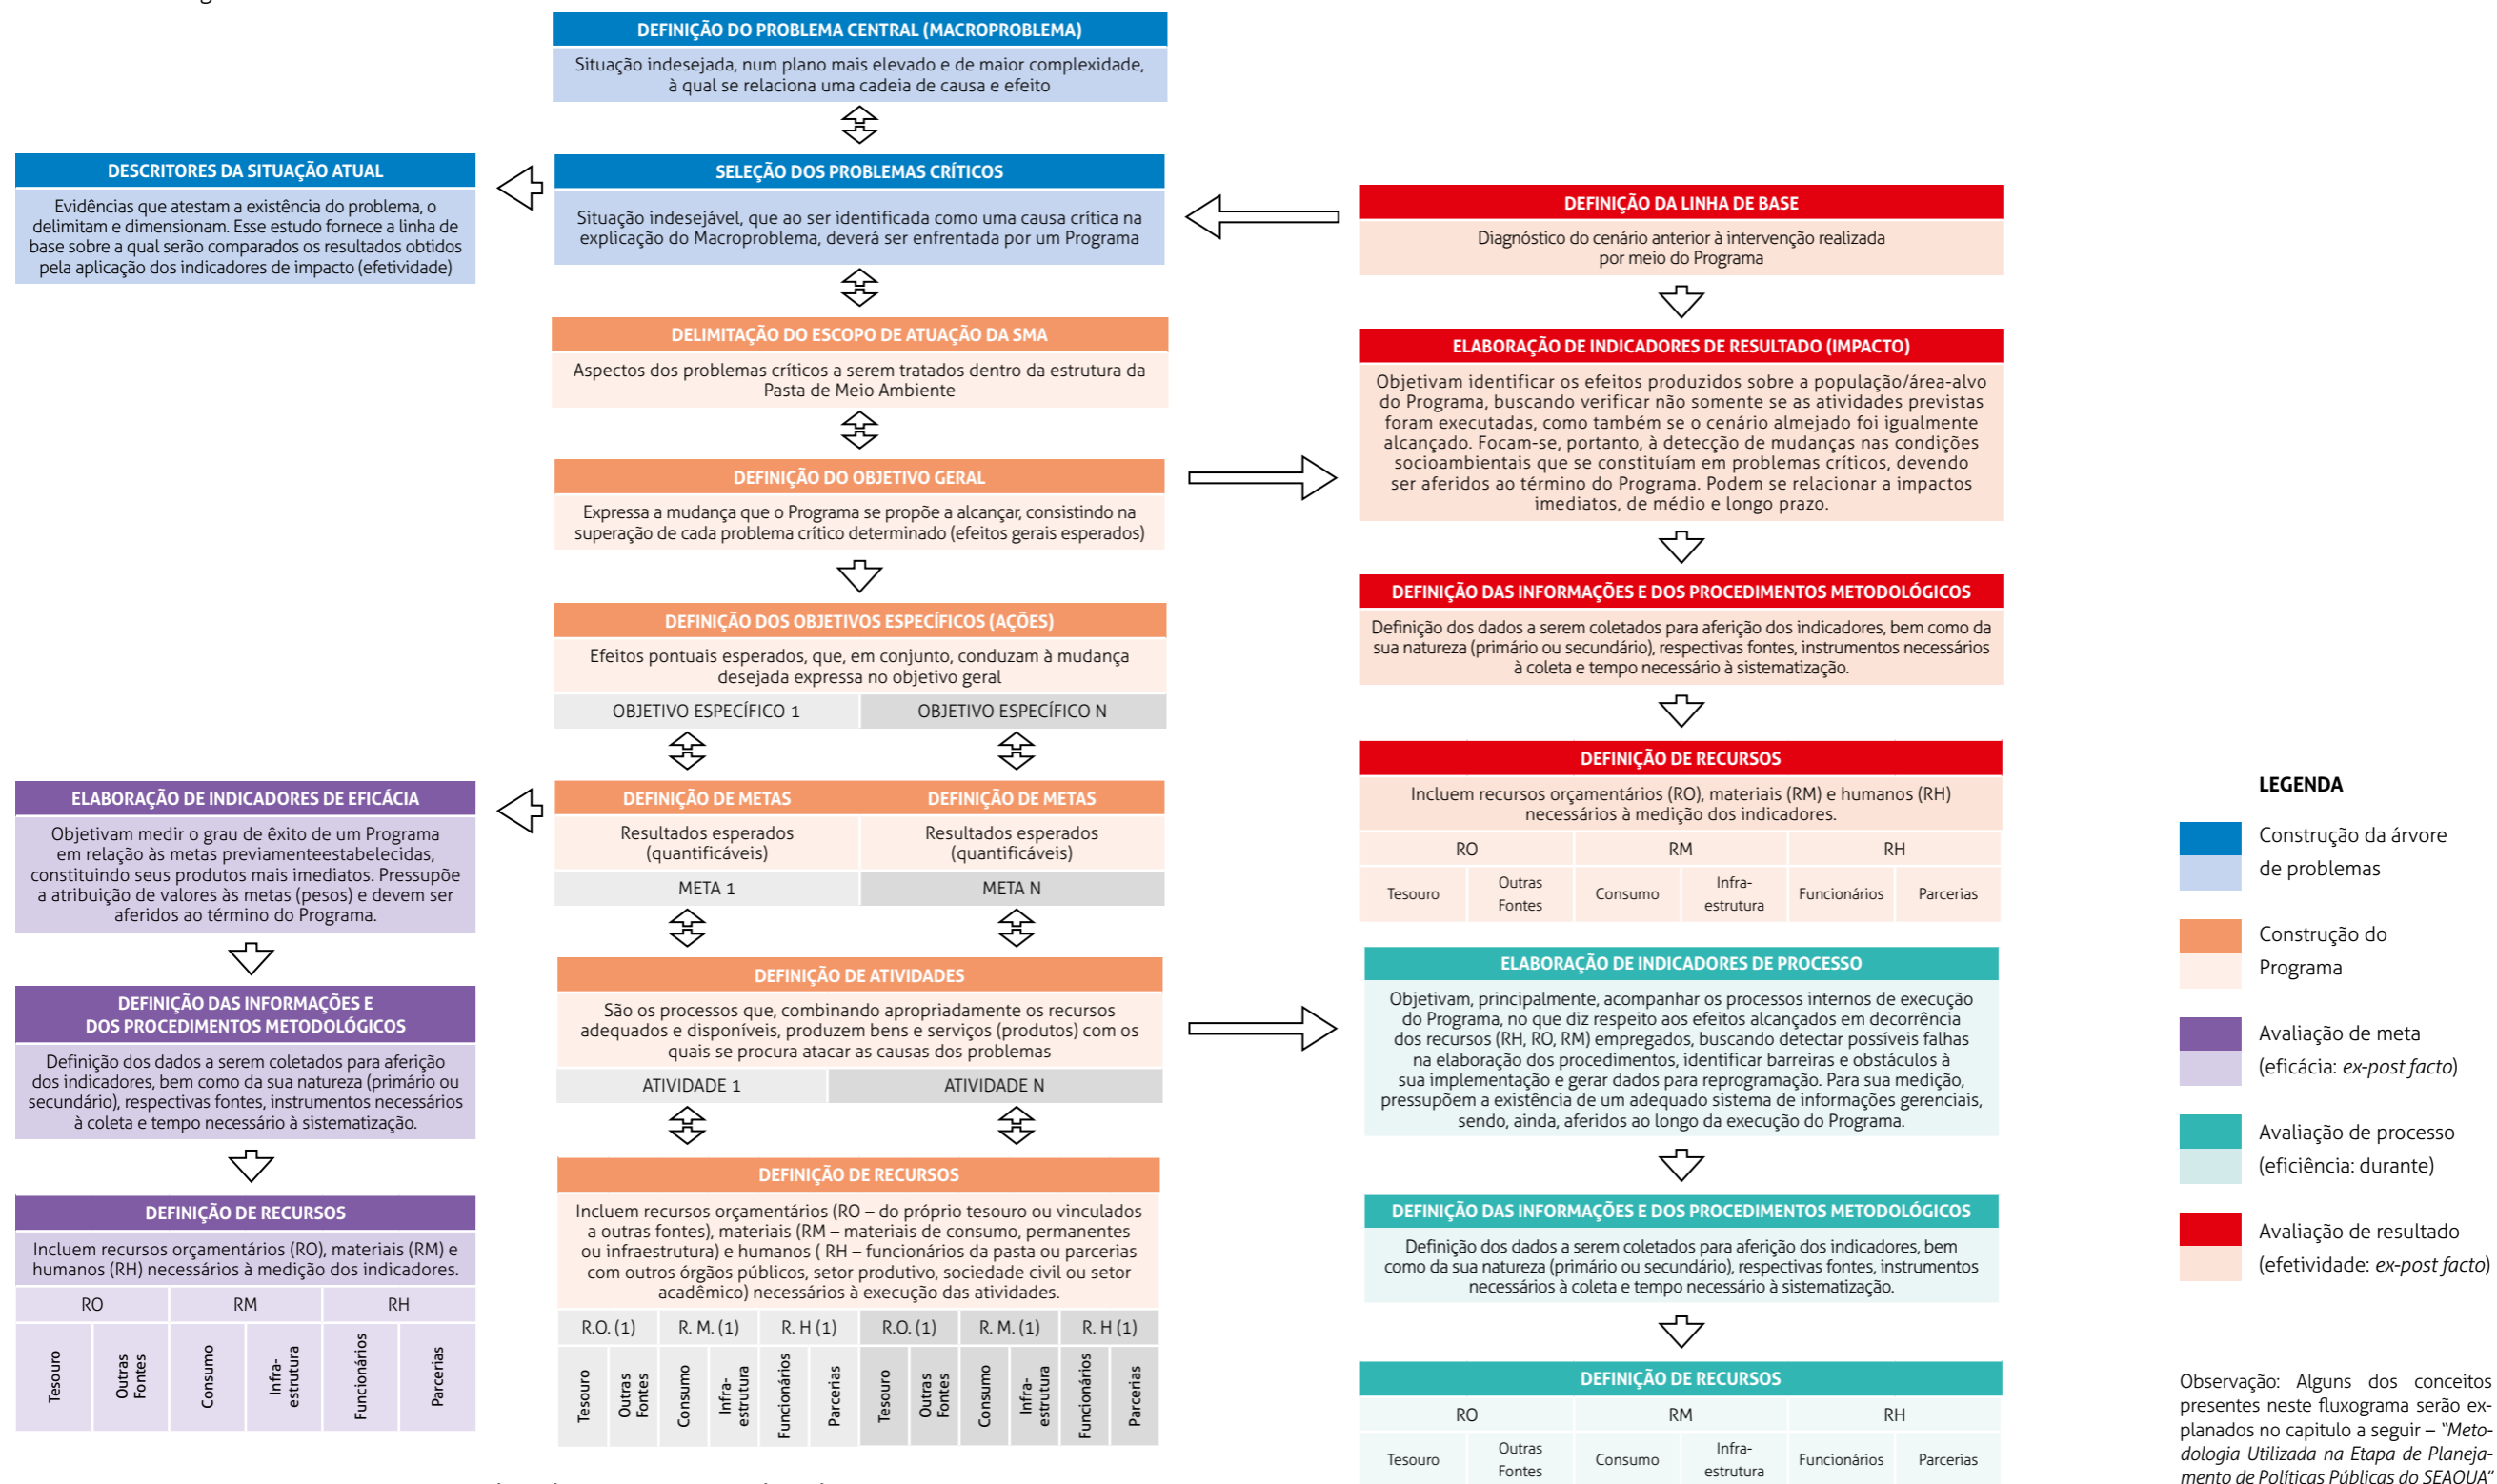 DEFINIÇÃO DO PROBLEMA CENTRAL (MACROPROBLEMA)
Situação indesejada, num plano mais elevado e de maior complexidade,
à qual se relaciona uma cadeia de causa e efeito
DESCRITORES DA SITUAÇÃO ATUAL
Evidências que atestam a existência do problema, o
delimitam e dimensionam. Esse estudo fornece a linha de
base sobre a qual serão comparados os resultados obtidos
pela aplicação dos indicadores de impacto (efetividade)
SELEÇÃO DOS PROBLEMAS CRÍTICOS
Situação indesejável, que ao ser identificada como uma causa crítica na
explicação do Macroproblema, deverá ser enfrentada por um Programa
DELIMITAÇÃO DO ESCOPO DE ATUAÇÃO DA SMA
Aspectos dos problemas críticos a serem tratados dentro da estrutura da
Pasta de Meio Ambiente
DEFINIÇÃO DO OBJETIVO GERAL
Expressa a mudança que o Programa se propõe a alcançar, consistindo na
superação de cada problema crítico determinado (efeitos gerais esperados)
DEFINIÇÃO DOS OBJETIVOS ESPECÍFICOS (AÇÕES)
Efeitos pontuais esperados, que, em conjunto, conduzam à mudança
desejada expressa no objetivo geral
OBJETIVO ESPECÍFICO 1
OBJETIVO ESPECÍFICO N
DEFINIÇÃO DE METAS
DEFINIÇÃO DE METAS
Resultados esperados
(quantificáveis)
Resultados esperados
(quantificáveis)
META 1
META N
DEFINIÇÃO DE ATIVIDADES
São os processos que, combinando apropriadamente os recursos
adequados e disponíveis, produzem bens e serviços (produtos) com os
quais se procura atacar as causas dos problemas
ATIVIDADE 1
ATIVIDADE N
DEFINIÇÃO DE RECURSOS
Incluem recursos orçamentários (RO – do próprio tesouro ou vinculados
a outras fontes), materiais (RM – materiais de consumo, permanentes
ou infraestrutura) e humanos ( RH – funcionários da pasta ou parcerias
com outros órgãos públicos, setor produtivo, sociedade civil ou setor
acadêmico) necessários à execução das atividades.
R.O. (1)
R. M. (1)
R. H (1)
R.O. (1)
R. M. (1)
R. H (1)
Tesouro
Outras
Fontes
Consumo
Infra-
estrutura
Funcionários
Parcerias
Tesouro
Outras
Fontes
Consumo
Infra-
estrutura
Funcionários
Parcerias
ELABORAÇÃO DE INDICADORES DE EFICÁCIA
Objetivam medir o grau de êxito de um Programa
em relação às metas previamenteestabelecidas,
constituindo seus produtos mais imediatos. Pressupõe
a atribuição de valores às metas (pesos) e devem ser
aferidos ao término do Programa.
DEFINIÇÃO DAS INFORMAÇÕES E
DOS PROCEDIMENTOS METODOLÓGICOS
Definição dos dados a serem coletados para aferição
dos indicadores, bem como da sua natureza (primário ou
secundário), respectivas fontes, instrumentos necessários
à coleta e tempo necessário à sistematização.
DEFINIÇÃO DE RECURSOS
Incluem recursos orçamentários (RO), materiais (RM) e
humanos (RH) necessários à medição dos indicadores.
RO
RM
RH
Tesouro
Outras
Fontes
Consumo
Infra-
estrutura
Funcionários
Parcerias
DEFINIÇÃO DA LINHA DE BASE
Diagnóstico do cenário anterior à intervenção realizada
por meio do Programa
ELABORAÇÃO DE INDICADORES DE RESULTADO (IMPACTO)
Objetivam identificar os efeitos produzidos sobre a população/área-alvo
do Programa, buscando verificar não somente se as atividades previstas
foram executadas, como também se o cenário almejado foi igualmente
alcançado. Focam-se, portanto, à detecção de mudanças nas condições
socioambientais que se constituíam em problemas críticos, devendo
ser aferidos ao término do Programa. Podem se relacionar a impactos
imediatos, de médio e longo prazo.
DEFINIÇÃO DAS INFORMAÇÕES E DOS PROCEDIMENTOS METODOLÓGICOS
Definição dos dados a serem coletados para aferição dos indicadores, bem como da
sua natureza (primário ou secundário), respectivas fontes, instrumentos necessários
à coleta e tempo necessário à sistematização.
DEFINIÇÃO DE RECURSOS
Incluem recursos orçamentários (RO), materiais (RM) e humanos (RH)
necessários à medição dos indicadores.
RO
RM
RH
Tesouro
Outras
Fontes
Consumo
Infra-
estrutura
Funcionários
Parcerias
ELABORAÇÃO DE INDICADORES DE PROCESSO
Objetivam, principalmente, acompanhar os processos internos de execução
do Programa, no que diz respeito aos efeitos alcançados em decorrência
dos recursos (RH, RO, RM) empregados, buscando detectar possíveis falhas
na elaboração dos procedimentos, identificar barreiras e obstáculos à
sua implementação e gerar dados para reprogramação. Para sua medição,
pressupõem a existência de um adequado sistema de informações gerenciais,
sendo, ainda, aferidos ao longo da execução do Programa.
DEFINIÇÃO DAS INFORMAÇÕES E DOS PROCEDIMENTOS METODOLÓGICOS
Definição dos dados a serem coletados para aferição dos indicadores, bem
como da sua natureza (primário ou secundário), respectivas fontes, instrumentos
necessários à coleta e tempo necessário à sistematização.
DEFINIÇÃO DE RECURSOS
RO
RM
RH
Tesouro
Outras
Fontes
Consumo
Infra-
estrutura
Funcionários
Parcerias
LEGENDA
Construção da árvore
de problemas
Construção do
Programa
Avaliação de meta
(eficácia: ex-post facto)
Avaliação de processo
(eficiência: durante)
Avaliação de resultado
(efetividade: ex-post facto)
Observação: Alguns dos conceitos
presentes neste fluxograma serão ex-
planados no capitulo a seguir – “Meto-
dologia Utilizada na Etapa de Planeja-
mento de Políticas Públicas do SEAQUA”